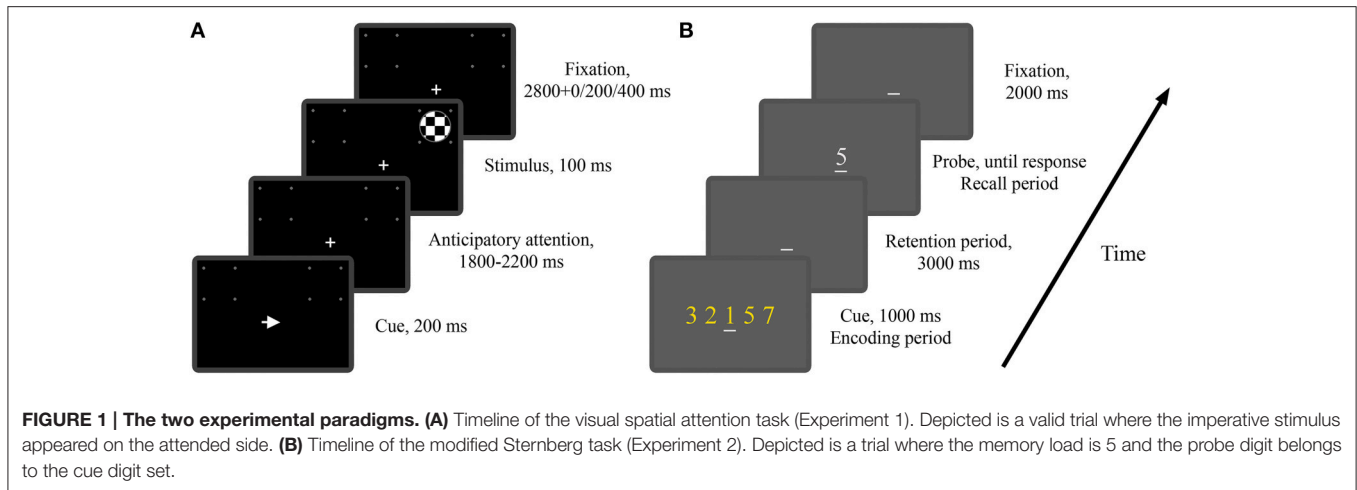 A
Fixation,
2800+0/200/400 ms
Stimulus, 100 ms
Anticipatory attention,
1800-2200 ms
Cue, 200 ms
B
Fixation,
2000 ms
5
Probe, until response
Recall period
Retention period,
3000 ms
3 2 1 5 7
Cue, 1000 ms
Encoding period
Time
FIGURE 1 | The two experimental paradigms. (A) Timeline of the visual spatial attention task (Experiment 1). Depicted is a valid trial where the imperative stimulus
appeared on the attended side. (B) Timeline of the modified Sternberg task (Experiment 2). Depicted is a trial where the memory load is 5 and the probe digit belongs
to the cue digit set.